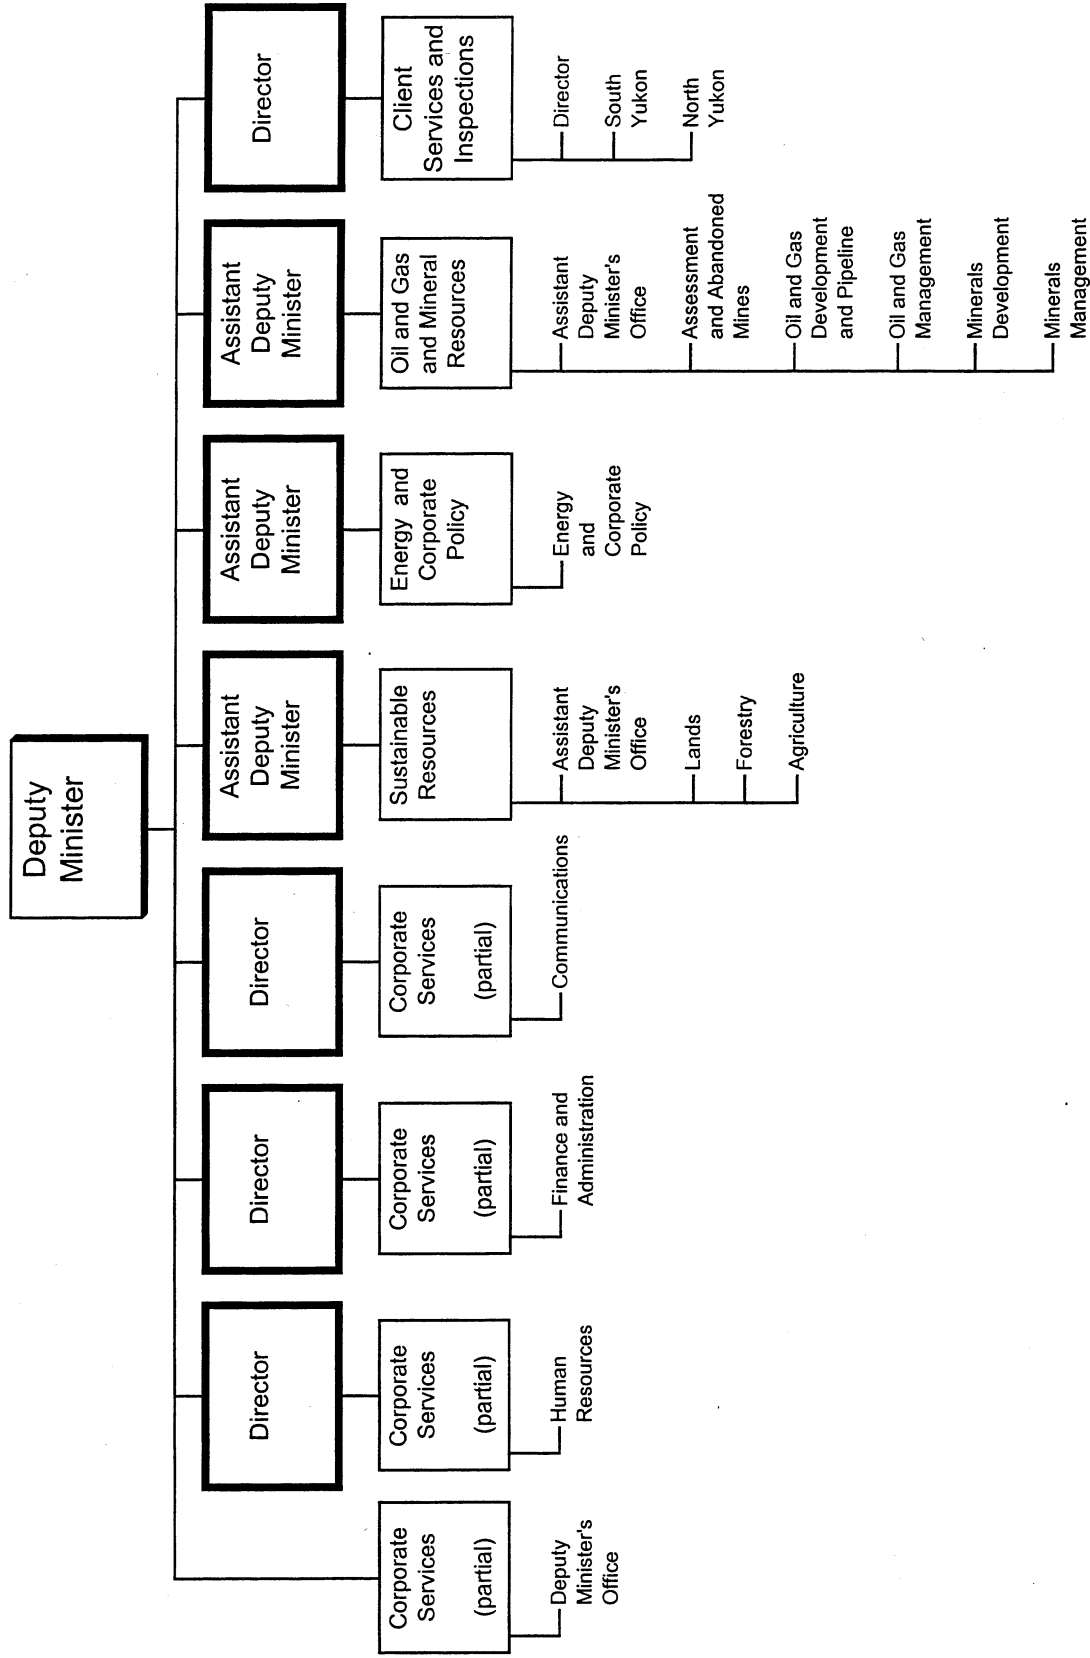 Deputy
Minister
Director
Director
Director
Assistant
Deputy
Minister
Assistant
Deputy
Minister
Assistant
Deputy
Minister
Director
Corporate
Services
(partial)
Deputy
Minister's
Office
Corporate
Services
(partial)
Human
Resources
Corporate
Services
(partial)
Finance and
Administration
Corporate
Services
(partial)
Communications
Sustainable
Resources
Assistant
Deputy
Minister's
Office
Lands
Forestry
Agriculture
Energy and
Corporate
Policy
Energy
and
Corporate
Policy
Oil and Gas
and Mineral
Resources
Assistant
Deputy
Minister's
Office
Assessment
and Abandoned
Mines
Oil and Gas
Development
and Pipeline
Oil and Gas
Management
Minerals
Development
Minerals
Management
Client
Services and
Inspections
Director
South
Yukon
North
Yukon